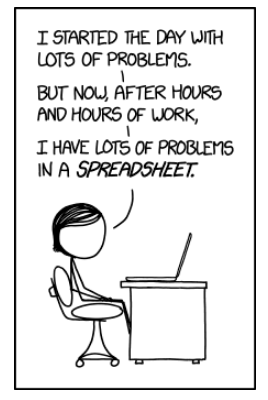 I STARTED THE DAY WITH
LOTS OF PROBLEMS.
BUT NOW, AFTER HOURS
AND HOURS OF WORK,
I HAVE LOTS OF PROBLEMS
IN A SPREADSHEET.